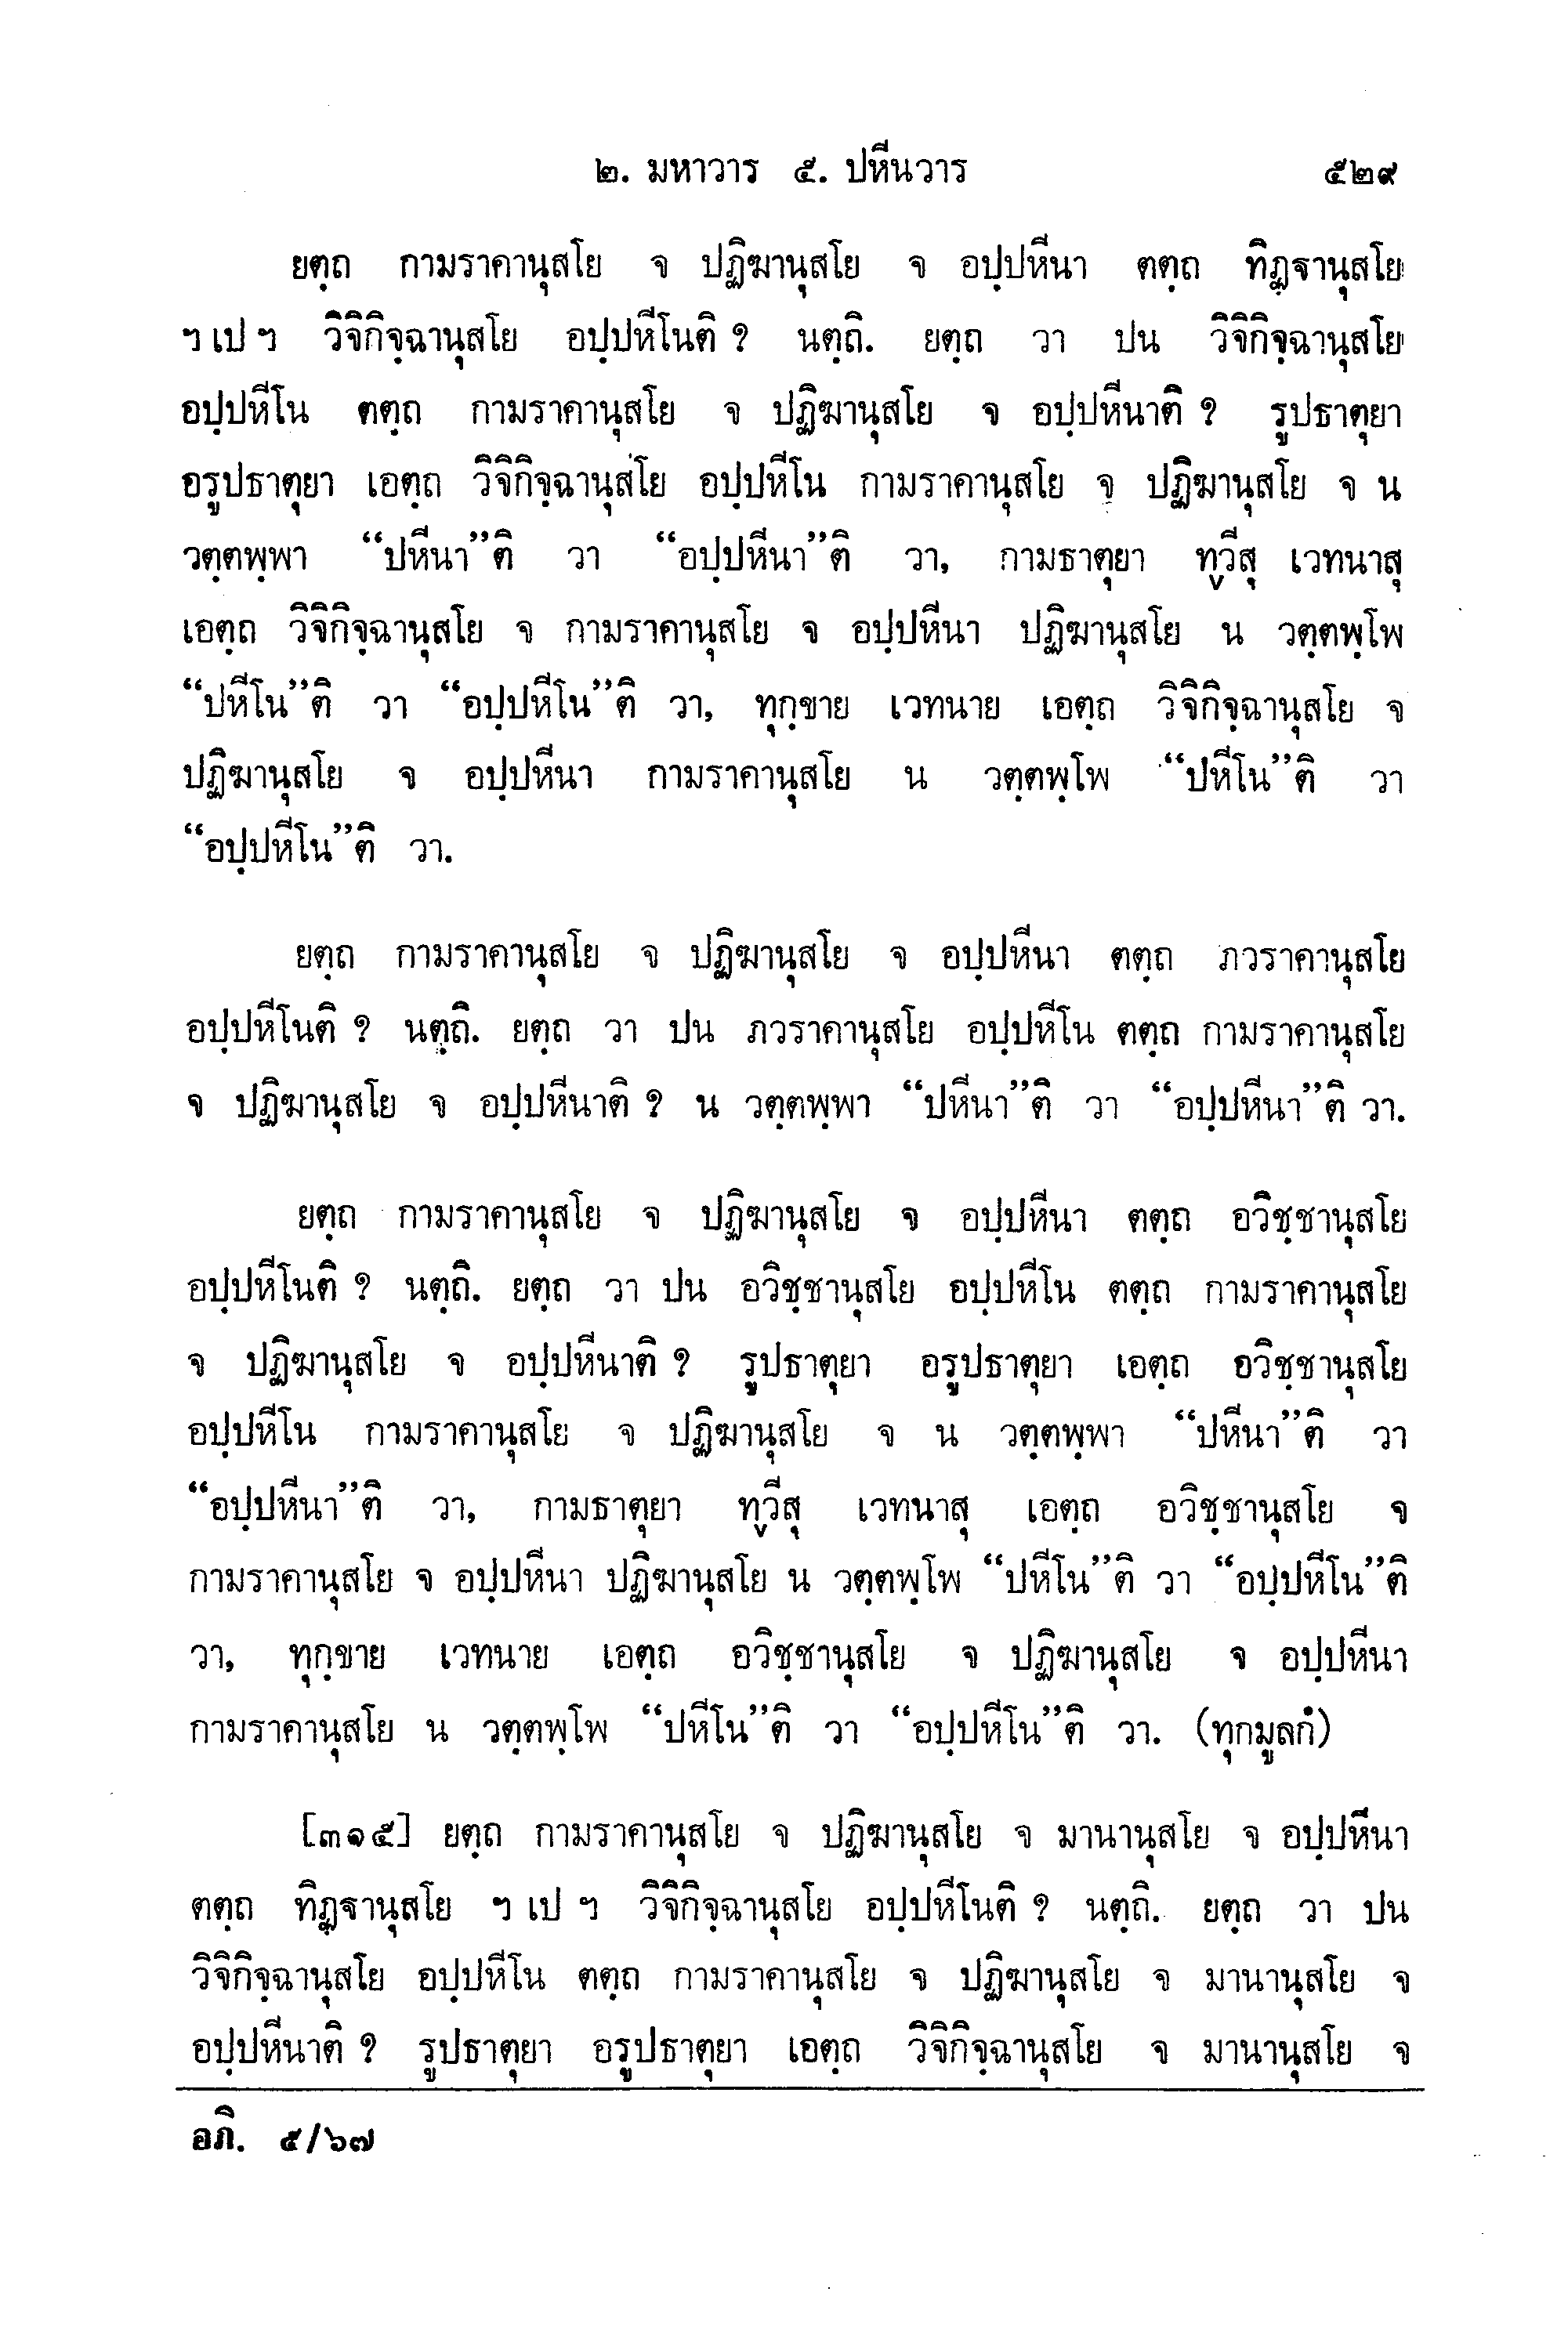 ๒. มหาวาร ๕. ปหีนวาร ๕๒๙
ยตฺถ กามราคานุสโย จ ปฏิฆานุสโย จ อปฺปหีนา ตตฺถ ทิฏฺฐานุสโย
ฯ เป ฯ วิจิกิจฺฉานุสโย อปฺปหีโนติ ? นตฺถิ. ยตฺถ วา ปน วิจิกิจฺฉานุสโย
อปฺปหีโน ตตฺถ กามราคานุสโย จ ปฏิฆานุสโย จ อปฺปหีนาติ ? รูปธาตุยา
อรูปธาตุยา เอตฺถ วิจิกิจฺฉานุสโย อปฺปหีโน กามราคานุสโย จ ปฏิฆานุสโย จ น
วตฺตพฺพา “ปหีนา”ติ วา “อปฺปหีนา”ติ วา, กามธาตุยา ทฺวีสุ เวทนาสุ
เอตฺถ วิจิกิจฺฉานุสโย จ กามราคานุสโย จ อปฺปหีนา ปฏิฆานุสโย น วตฺตพฺโพ
“ปหีโน”ติ วา “อปฺปหีโน”ติ วา, ทุกฺขาย เวทนาย เอตฺถ วิจิกิจฺฉานุสโย จ
ปฏิฆานุสโย จ อปฺปหีนา กามราคานุสโย น วตฺตพฺโพ “ปหีโน”ติ วา
“อปฺปหีโน”ติ วา.
ยตฺถ กามราคานุสโย จ ปฏิฆานุสโย จ อปฺปหีนา ตตฺถ ภวราคานุสโย
อปฺปหีโนติ ? นตฺถิ. ยตฺถ วา ปน ภวราคานุสโย อปฺปหีโน ตตฺถ กามราคานุสโย
จ ปฏิฆานุสโย จ อปฺปหีนาติ ? น วตฺตพฺพา “ปหีนา”ติ วา “อปฺปหีนา”ติ วา.
ยตฺถ กามราคานุสโย จ ปฏิฆานุสโย จ อปฺปหีนา ตตฺถ อวิชฺชานุสโย
อปฺปหีโนติ ? นตฺถิ. ยตฺถ วา ปน อวิชฺชานุสโย อปฺปหีโน ตตฺถ กามราคานุสโย
จ ปฏิฆานุสโย จ อปฺปหีนาติ ? รูปธาตุยา อรูปธาตุยา เอตฺถ อวิชฺชานุสโย
อปฺปหีโน กามราคานุสโย จ ปฏิฆานุสโย จ น วตฺตพฺพา “ปหีนา”ติ วา
“อปฺปหีนา”ติ วา, กามธาตุยา ทฺวีสุ เวทนาสุ เอตฺถ อวิชฺชานุสโย จ
กามราคานุสโย จ อปฺปหีนา ปฏิฆานุสโย น วตฺตพฺโพ “ปหีโน”ติ วา “อปฺปหีโน”ติ
วา, ทุกฺขาย เวทนาย เอตฺถ อวิชฺชานุสโย จ ปฏิฆานุสโย จ อปฺปหีนา
กามราคานุสโย น วตฺตพฺโพ “ปหีโน”ติ วา “อปฺปหีโน”ติ วา. (ทุกมูลกํ)
[๓๑๕] ยตฺถ กามราคานุสโย จ ปฏิฆานุสโย จ มานานุสโย จ อปฺปหีนา
ตตฺถ ทิฏฺฐานุสโย ฯ เป ฯ วิจิกิจฺฉานุสโย อปฺปหีโนติ ? นตฺถิ. ยตฺถ วา ปน
วิจิกิจฺฉานุสโย อปฺปหีโน ตตฺถ กามราคานุสโย จ ปฏิฆานุสโย จ มานานุสโย จ
อปฺปหีนาติ ? รูปธาตุยา อรูปธาตุยา เอตฺถ วิจิกิจฺฉานุสโย จ มานานุสโย จ
อภิ. ๕/๖๗